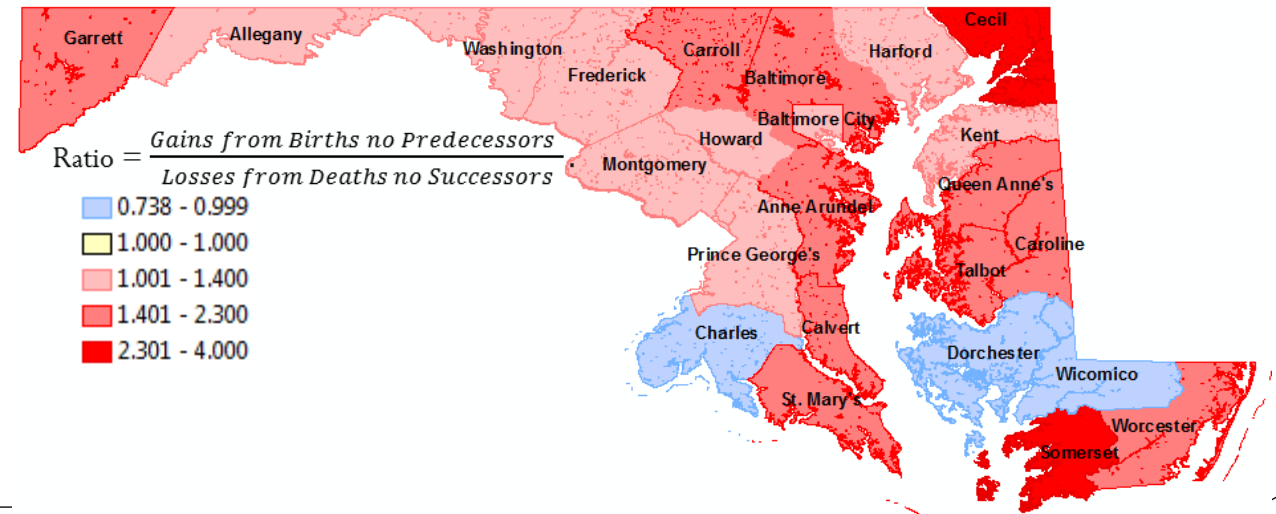 Cecil
Garrett
Allegany
Washington
Carroll
Harford
Frederick
Baltimore
Baltimore City
Kent
Howard
Montgomery
Queen Anne's
Anne Arundel
Caroline
Prince George's
Talbot
Charles
Calvert
Dorchester
Wicomico
St. Mary's
Worcester
Somerset
Ratio = Gains from Births no Predecessors
Losses from Deaths no Successors .
0.738 - 0.999
1.000 - 1.000
1.001 - 1.400
1.401 - 2.300
2.301 - 4.000